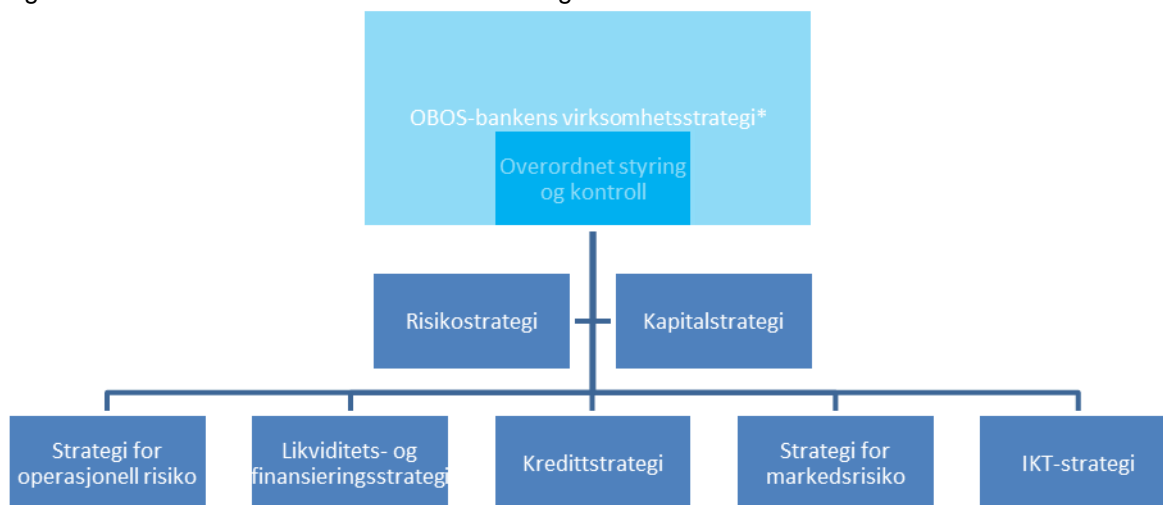 OBOS-bankens virksomhetsstrategi*
Overordnet styring
og kontroll
Risikostrategi
Kapitalstrategi
Strategi for
operasjonell risiko
Likviditets- og
finansieringsstrategi
Kredittstrategi
Strategi for
markedsrisiko
IKT-strategi